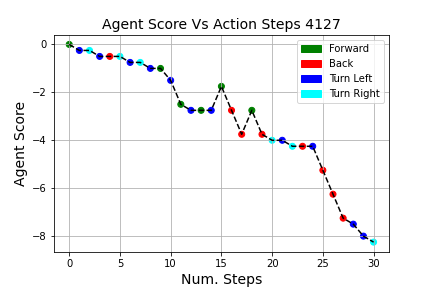 Agent Score Vs Action Steps 4127
Forward
Back
Turn Left
Turn Right
Agent Score
0
−2
−4
−6
−8
0 5 10 15 20 25 30
Num. Steps